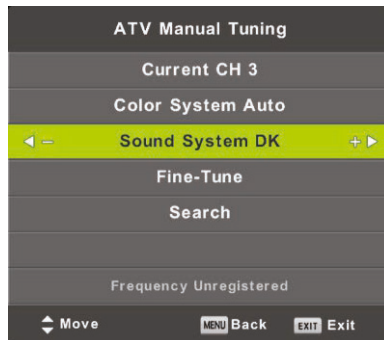 ATV Manual Tuning
Current CH 3
Color System Auto
Sound System DK
Fine-Tune
Search
Frequency Unregistered
Move MENU Back EXIT Exit